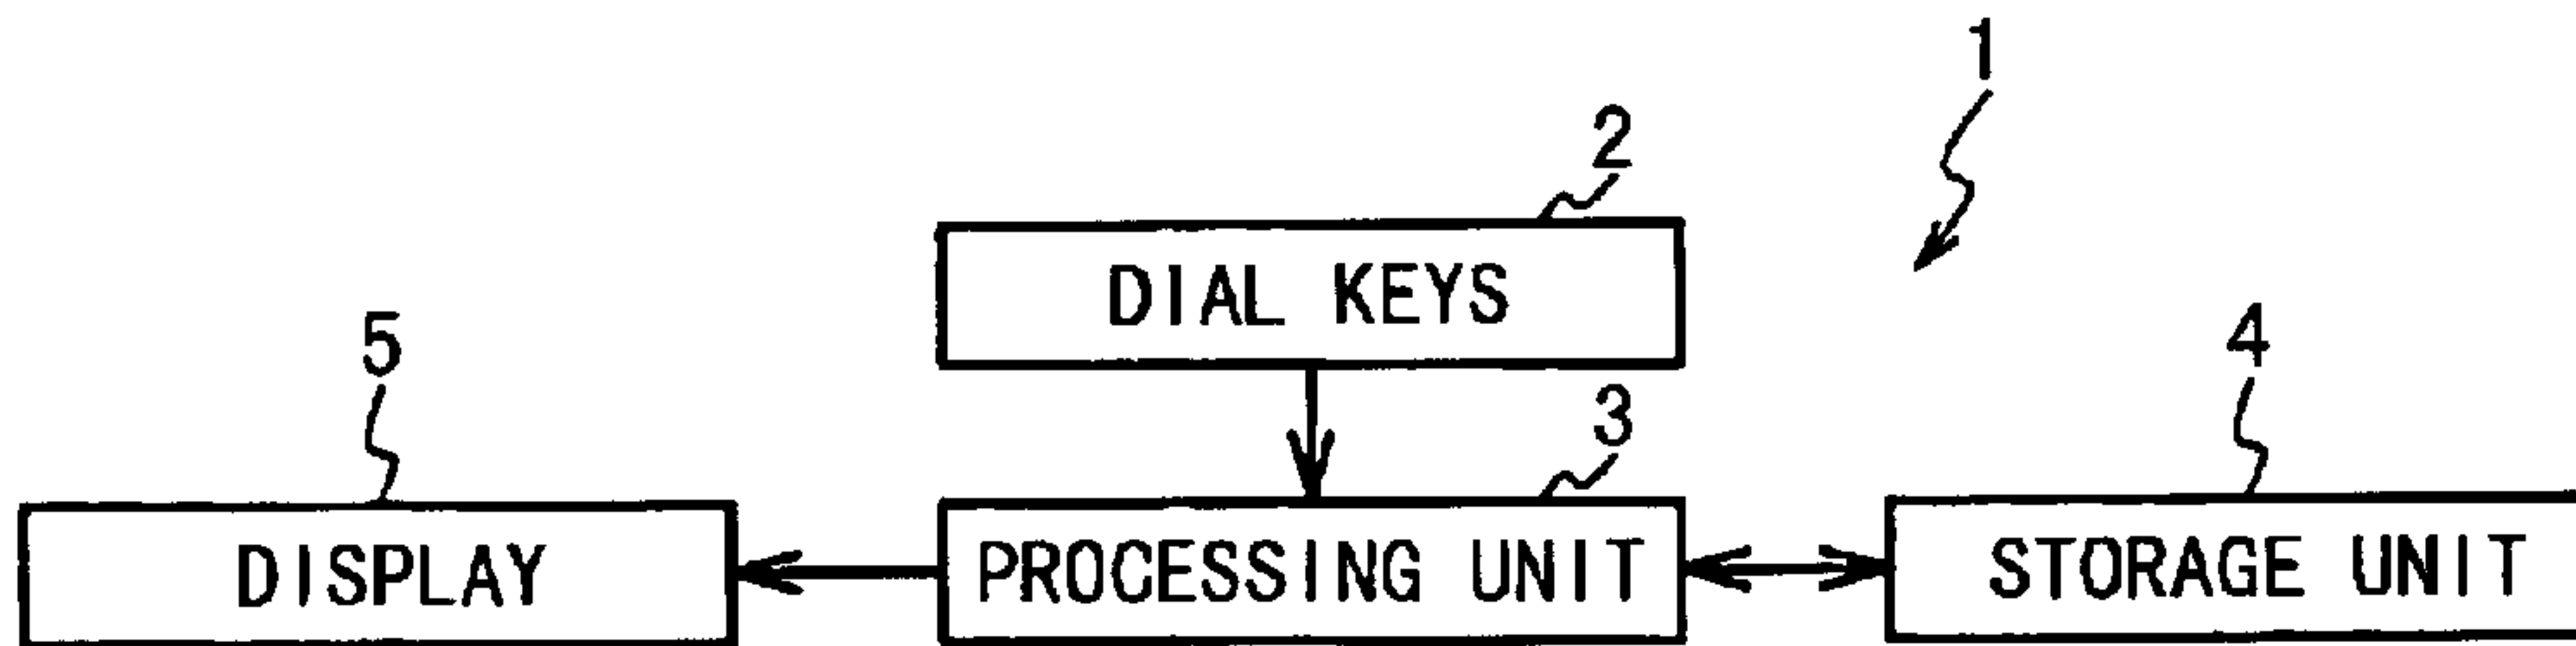 1
2
DIAL KEYS
5
4
3
DISPLAY
PROCESSING UNIT
STORAGE UNIT